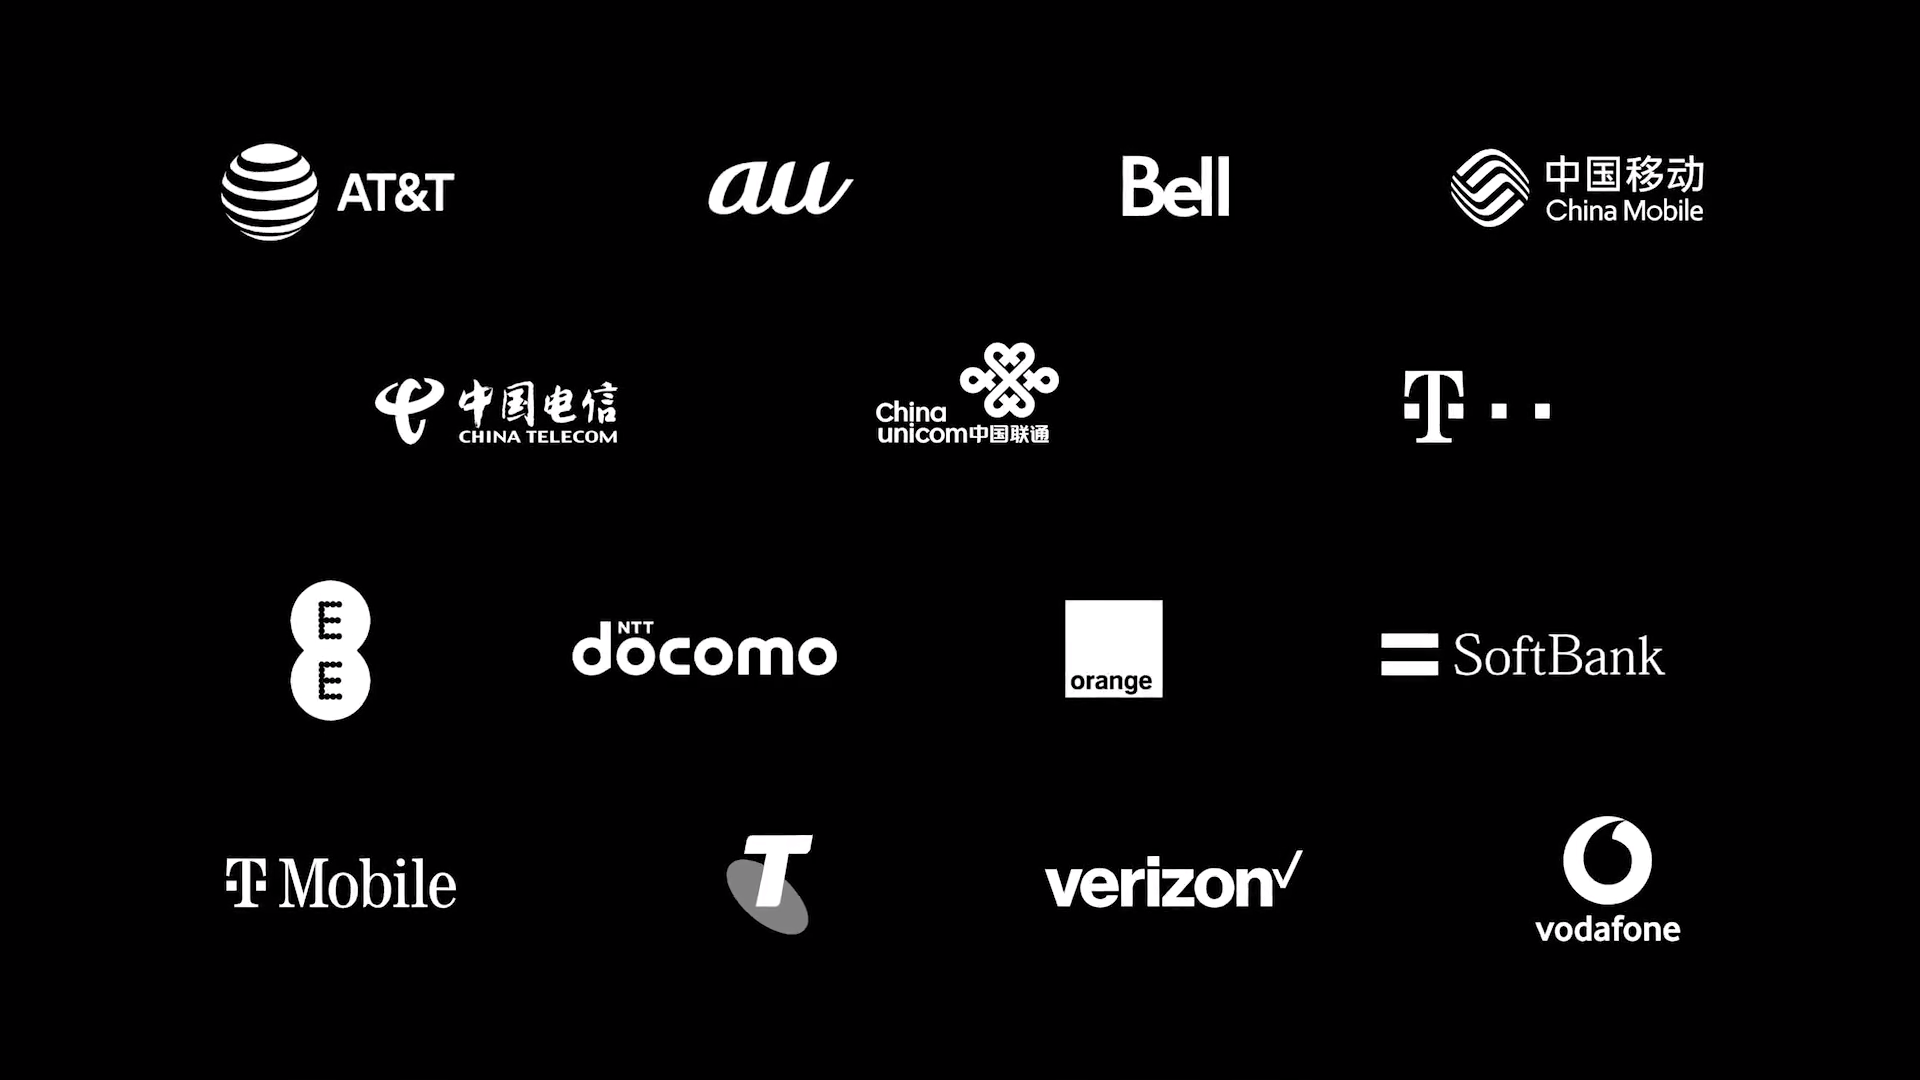 AT&T
au
Bell
中国移动
China Mobile
中国电信
CHINA TELECOM
China
unicom中国联通
T
E
E
NTT
docomo
orange
SoftBank
T Mobile
T
verizon
vodafone